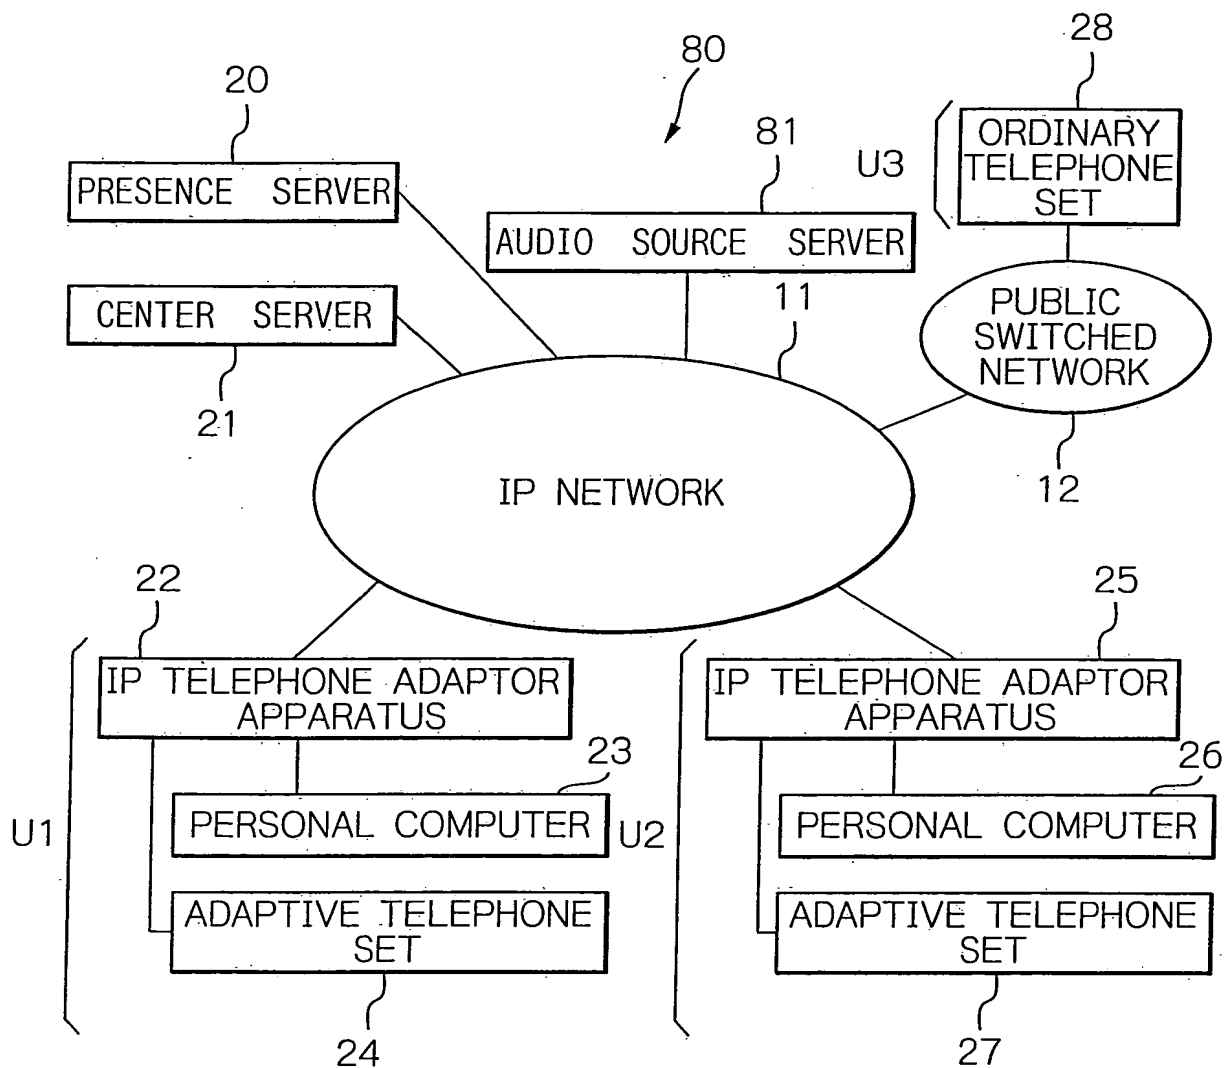 28
80
20
ORDINARY
TELEPHONE
SET
81
U3
PRESENCE SERVER
AUDIO SOURCE SERVER
11
PUBLIC
SWITCHED
NETWORK
CENTER SERVER
21
12
IP NETWORK
22
25
IP TELEPHONE ADAPTOR
APPARATUS
IP TELEPHONE ADAPTOR
APPARATUS
23
26
U1
PERSONAL COMPUTER
U2
PERSONAL COMPUTER
ADAPTIVE TELEPHONE
SET
ADAPTIVE TELEPHONE
SET
24
27